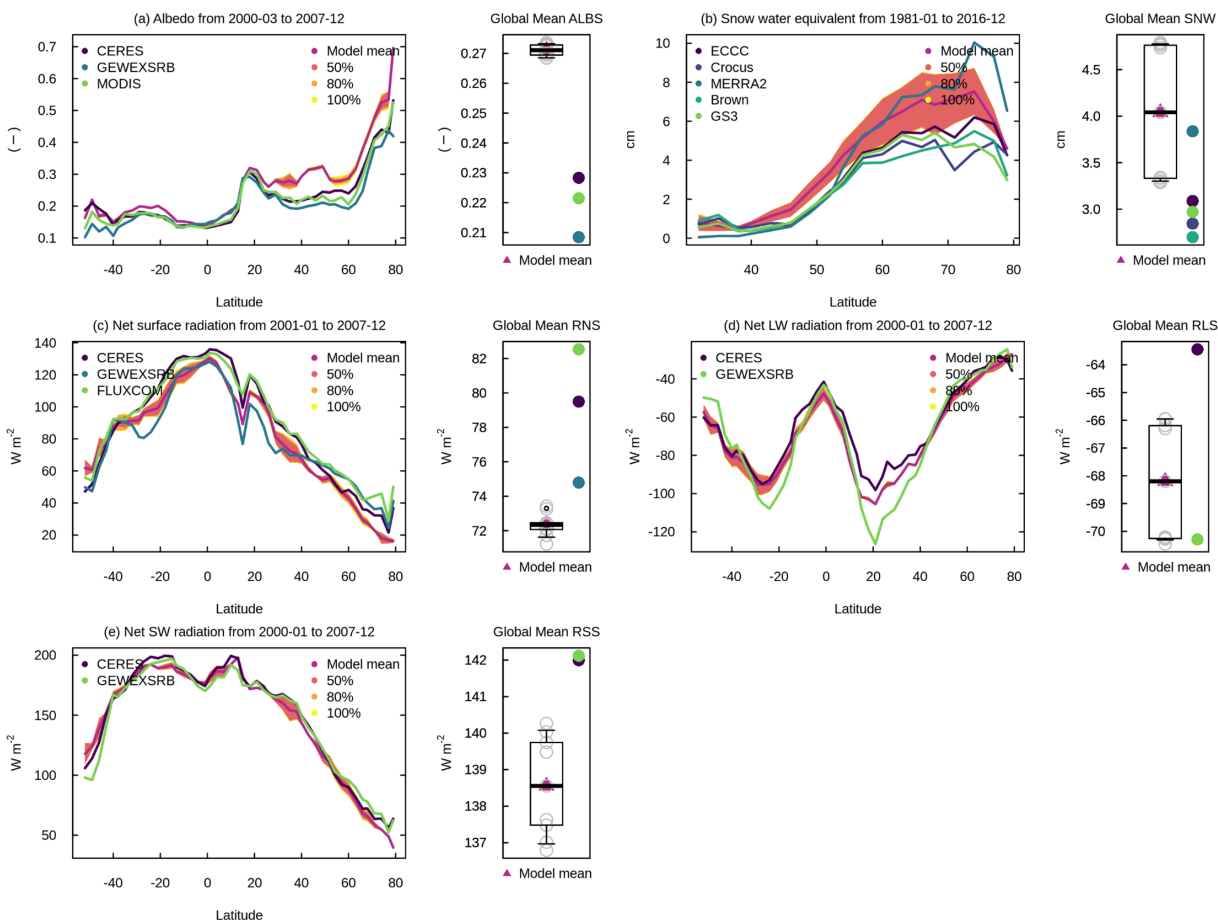 (a) Albedo from 2000-03 to 2007-12
Global Mean ALBS
(b) Snow water equivalent from 1981-01 to 2016-12
Global Mean SNW
CERES
GEWEXSRB
MODIS
Model mean
50%
80%
100%
0.7
0.6
0.5
0.4
0.3
0.2
0.1
( − )
-40
-20
0
20
40
60
80
Latitude
( − )
0.27
0.26
0.25
0.24
0.23
0.22
0.21
Model mean
ECCC
Crocus
MERRA2
Brown
GS3
Model mean
50%
80%
100%
10
8
6
4
2
0
cm
40
50
60
70
80
Latitude
cm
4.5
4.0
3.5
3.0
Model mean
(c) Net surface radiation from 2001-01 to 2007-12
Global Mean RNS
(d) Net LW radiation from 2000-01 to 2007-12
Global Mean RLS
CERES
GEWEXSRB
FLUXCOM
Model mean
50%
80%
100%
140
120
100
80
60
40
20
W m-2
-40
-20
0
20
40
60
80
Latitude
W m-2
82
80
78
76
74
72
Model mean
CERES
GEWEXSRB
Model mean
50%
80%
100%
-40
-60
-80
-100
-120
W m-2
-40
-20
0
20
40
60
80
Latitude
W m-2
-64
-65
-66
-67
-68
-69
-70
Model mean
(e) Net SW radiation from 2000-01 to 2007-12
Global Mean RSS
CERES
GEWEXSRB
Model mean
50%
80%
100%
200
150
100
50
W m-2
-40
-20
0
20
40
60
80
Latitude
W m-2
142
141
140
139
138
137
Model mean